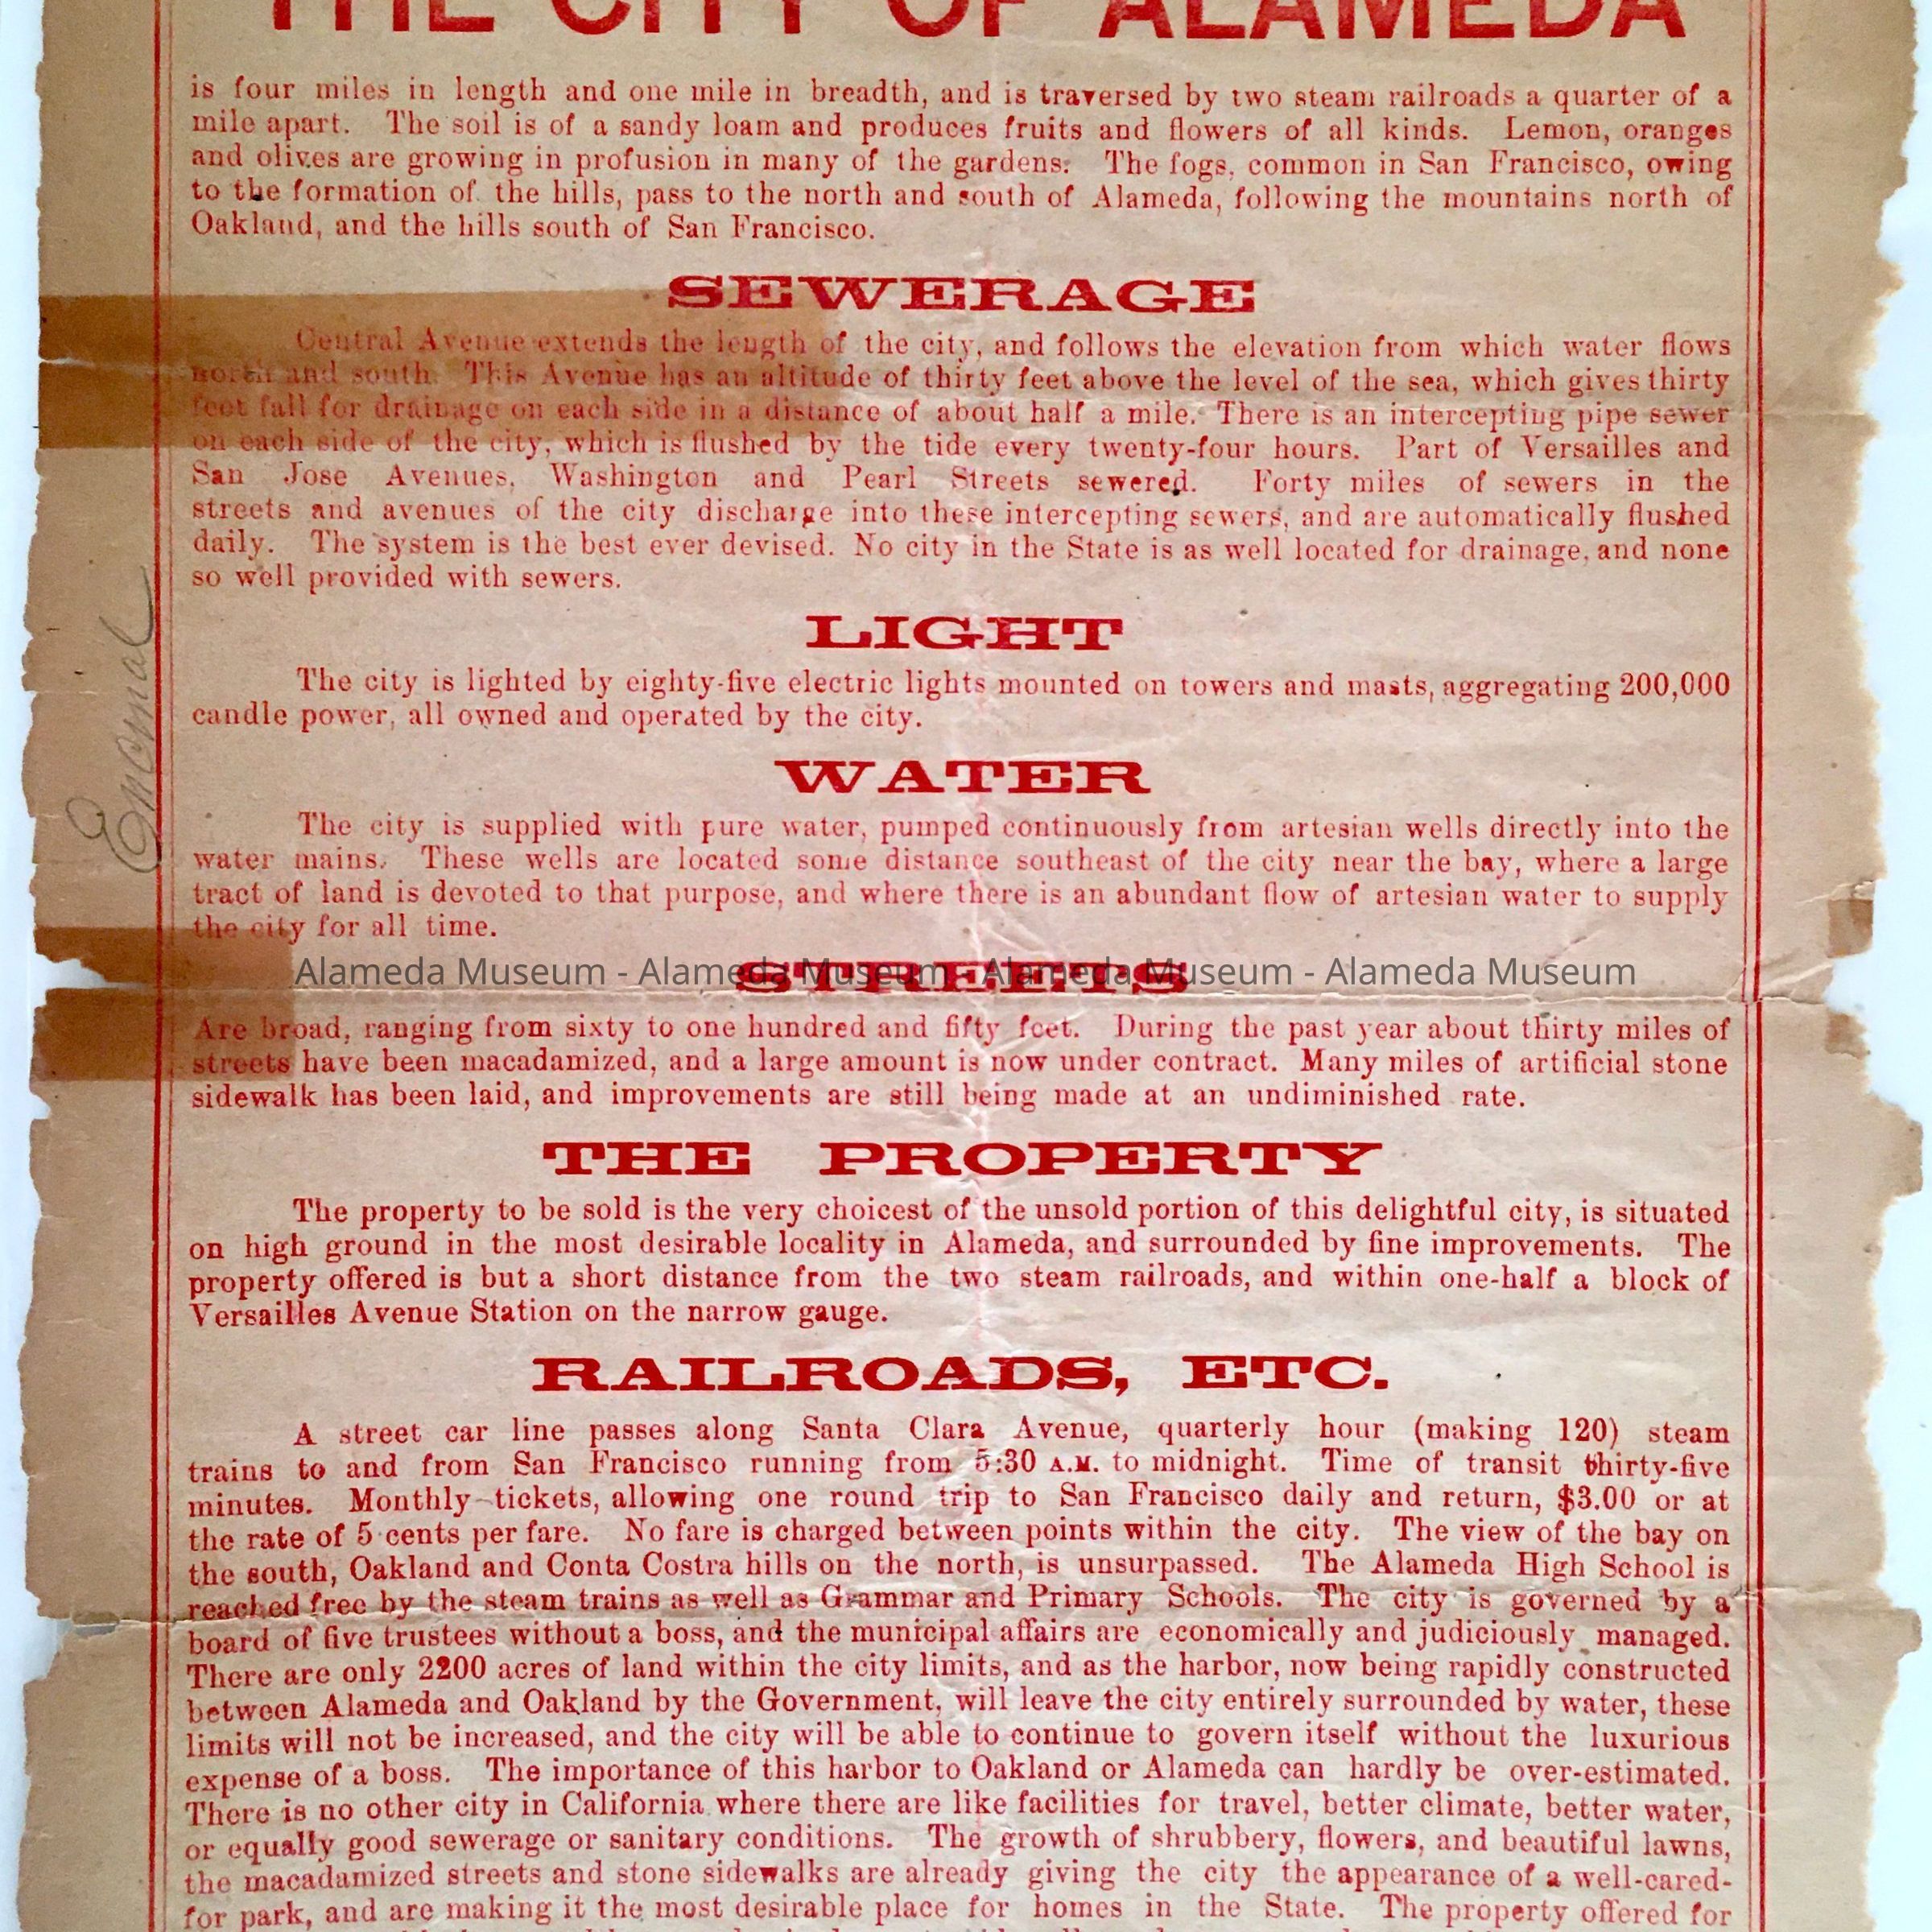 THE CITY OF ALAMEDA
is four miles in length and one mile in breadth, and is traversed by two steam railroads a quarter of a
mile apart. The soil is of a sandy loam and produces fruits and flowers of all kinds. Lemon, oranges
and olives are growing in profusion in many of the gardens. The fogs, common in San Francisco, owing
to the formation of the hills, pass to the north and south of Alameda, following the mountains north of
Oakland, and the hills south of San Francisco.
SEWERAGE
Central Avenue extends the length of the city, and follows the elevation from which water flows
north and south. This Avenue has an altitude of thirty feet above the level of the sea, which gives thirty
feet fall for drainage on each side in a distance of about half a mile. There is an intercepting pipe sewer
on each side of the city, which is flushed by the tide every twenty-four hours. Part of Versailles and
San Jose Avenues, Washington and Pearl Streets sewered. Forty miles of sewers in the
streets and avenues of the city discharge into these intercepting sewers, and are automatically flushed
daily. The system is the best ever devised. No city in the State is as well located for drainage, and none
so well provided with sewers.
LIGHT
The city is lighted by eighty-five electric lights mounted on towers and masts, aggregating 200,000
candle power, all owned and operated by the city.
Encinal
WATER
The city is supplied with pure water, pumped continuously from artesian wells directly into the
water mains. These wells are located some distance southeast of the city near the bay, where a large
tract of land is devoted to that purpose, and where there is an abundant flow of artesian water to supply
the city for all time.
STREETS
Alameda Museum - Alameda Museum - Alameda Museum - Alameda Museum
Are broad, ranging from sixty to one hundred and fifty feet. During the past year about thirty miles of
streets have been macadamized, and a large amount is now under contract. Many miles of artificial stone
sidewalk has been laid, and improvements are still being made at an undiminished rate.
THE PROPERTY
The property to be sold is the very choicest of the unsold portion of this delightful city, is situated
on high ground in the most desirable locality in Alameda, and surrounded by fine improvements. The
property offered is but a short distance from the two steam railroads, and within one-half a block of
Versailles Avenue Station on the narrow gauge.
RAILROADS, ETC.
A street car line passes along Santa Clara Avenue, quarterly hour (making 120) steam
trains to and from San Francisco running from 5:30 A.M. to midnight. Time of transit thirty-five
minutes. Monthly tickets, allowing one round trip to San Francisco daily and return, $3.00 or at
the rate of 5 cents per fare. No fare is charged between points within the city. The view of the bay on
the south, Oakland and Conta Costra hills on the north, is unsurpassed. The Alameda High School is
reached free by the steam trains as well as Grammar and Primary Schools. The city is governed by a
board of five trustees without a boss, and the municipal affairs are economically and judiciously managed.
There are only 2200 acres of land within the city limits, and as the harbor, now being rapidly constructed
between Alameda and Oakland by the Government, will leave the city entirely surrounded by water, these
limits will not be increased, and the city will be able to continue to govern itself without the luxurious
expense of a boss. The importance of this harbor to Oakland or Alameda can hardly be over-estimated.
There is no other city in California where there are like facilities for travel, better climate, better water,
or equally good sewerage or sanitary conditions. The growth of shrubbery, flowers, and beautiful lawns,
the macadamized streets and stone sidewalks are already giving the city the appearance of a well-cared-
for park, and are making it the most desirable place for homes in the State. The property offered for